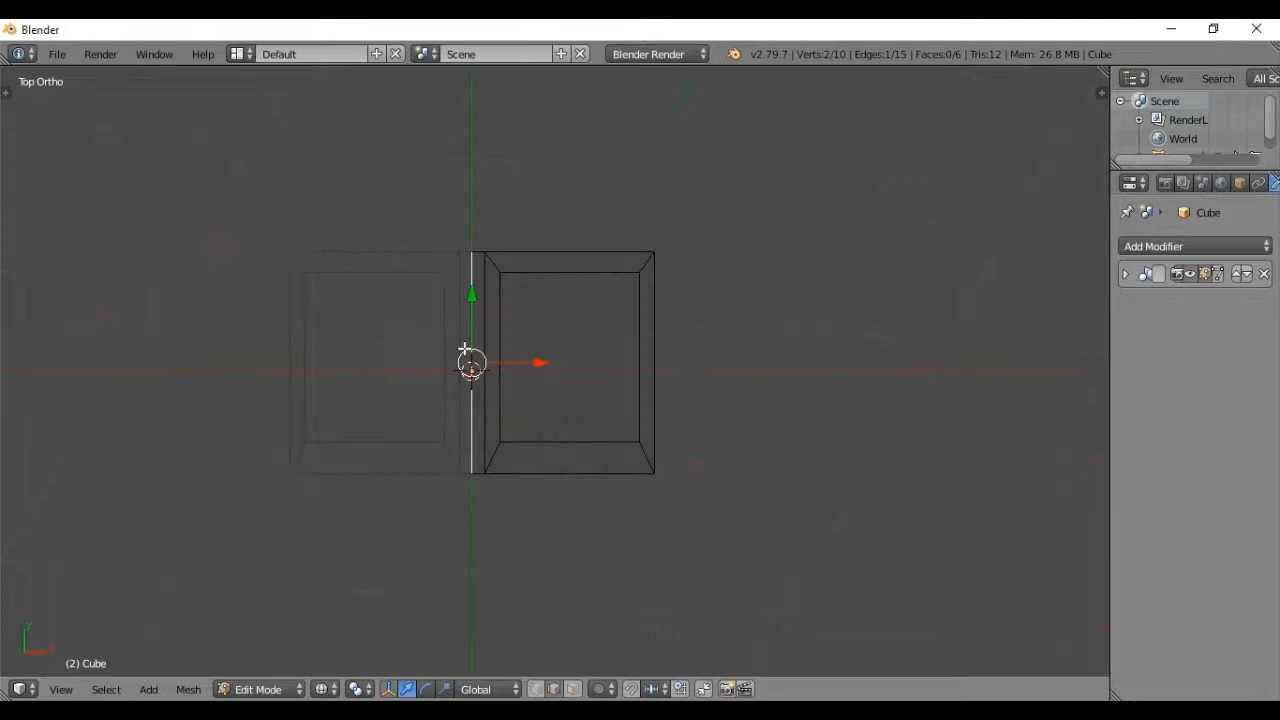 Blender
File Render Window Help Default Scene Blender Render v2.79.7 | Verts:2/10 | Edges:1/15 | Faces:0/6 | Tris:12 | Mem: 26.8 MB | Cube
Top Ortho
View Search All Sc
Scene
RenderL
World
Cube
Add Modifier
y
(2) Cube
View Select Add Mesh Edit Mode Global